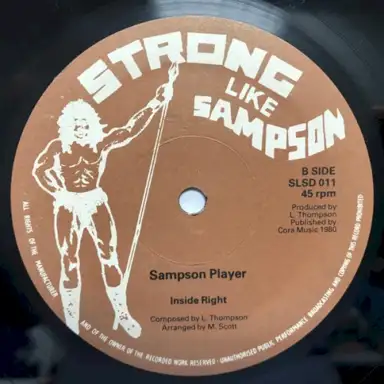 STRONG
LIKE
SAMPSON
B SIDE
SLSD 011
45 rpm
Produced by
L. Thompson
Published by
Core Music 1980
Sampson Player
Inside Right
Composed by L. Thompson
Arranged by M. Scott
ALL RIGHTS OF THE MANUFACTURER AND OF THE OWNER OF THE RECORDED WORK RESERVED · UNAUTHORISED PUBLIC PERFORMANCE BROADCASTING AND COPYING OF THIS RECORD PROHIBITED